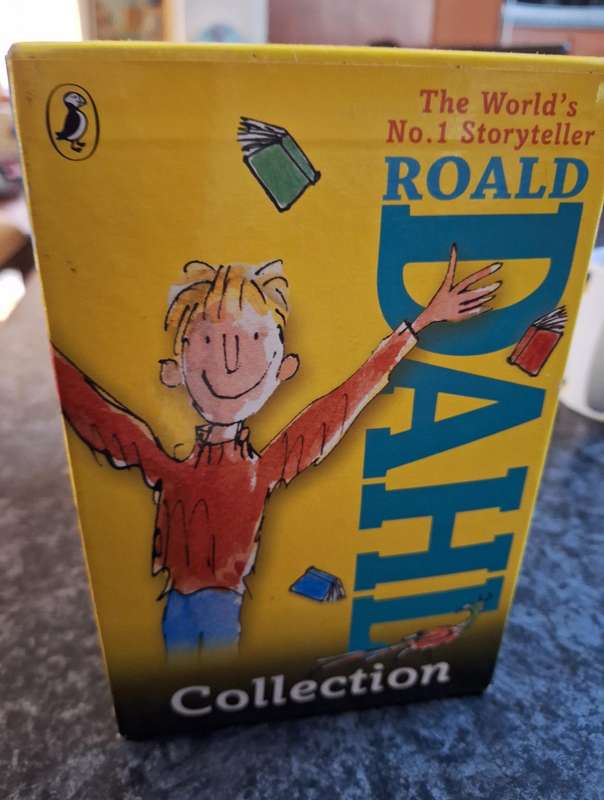 The World's
No.1 Storyteller
ROALD
DAHL
Collection